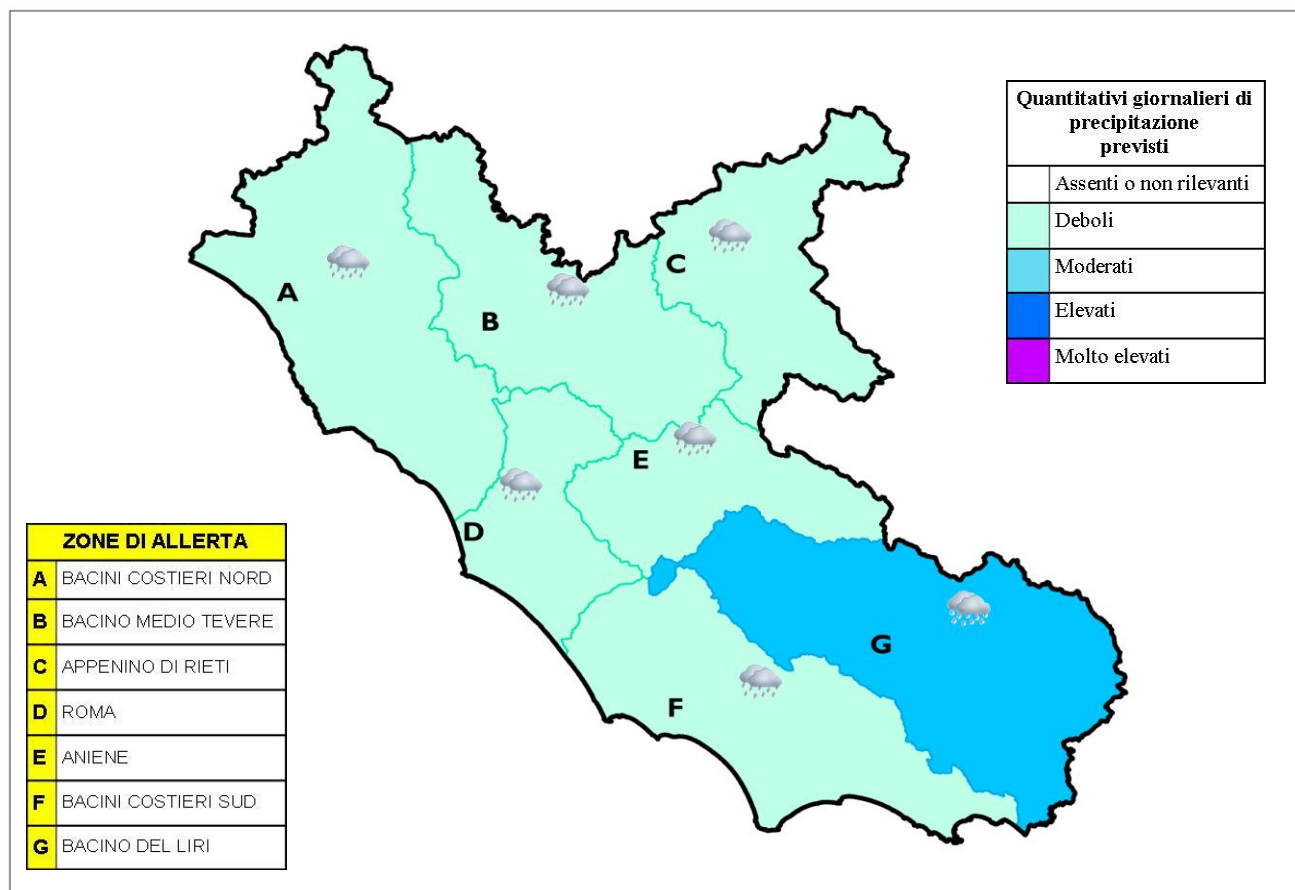 Quantitativi giornalieri di
precipitazione
previsti
Assenti o non rilevanti
Deboli
Moderati
Elevati
Molto elevati
A
B
C
D
E
F
G
ZONE DI ALLERTA
A BACINI COSTIERI NORD
B BACINO MEDIO TEVERE
C APPENINO DI RIETI
D ROMA
E ANIENE
F BACINI COSTIERI SUD
G BACINO DEL LIRI